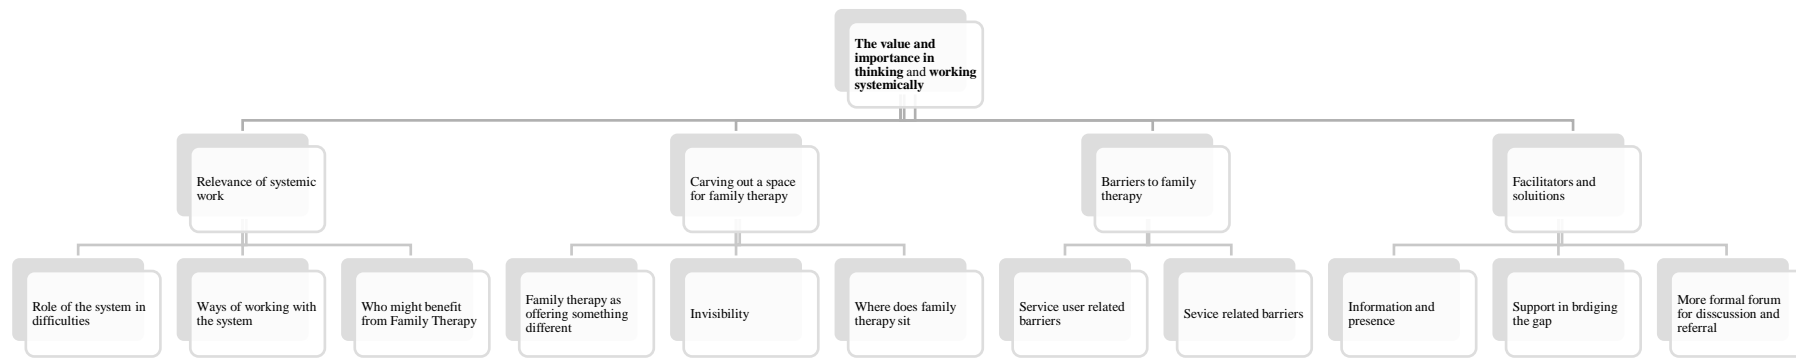 The value and
importance in
thinking and working
systemically
Relevance of systemic
work
Carving out a space
for family therapy
Barriers to family
therapy
Facilitators and
soluitions
Role of the system in
difficulties
Ways of working with
the system
Who might benefit
from Family Therapy
Family therapy as
offering something
different
Invisibility
Where does family
therapy sit
Service user related
barriers
Sevice related barriers
Information and
presence
Support in brdiging
the gap
More formal forum
for disscussion and
referral